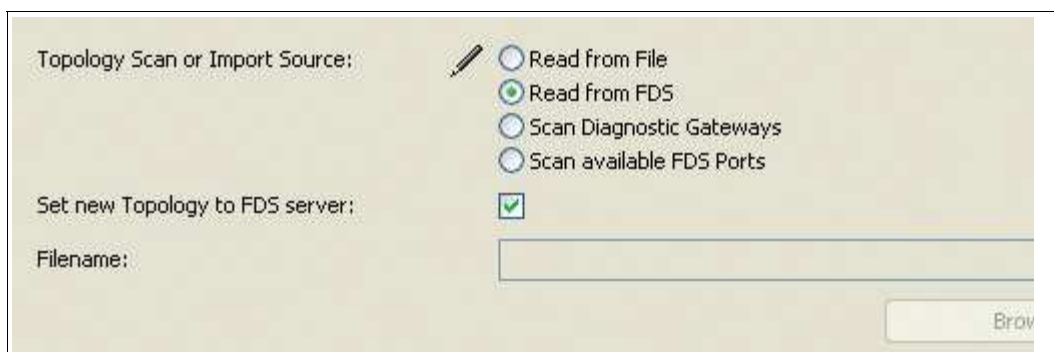 Topology Scan or Import Source:
Read from File
Read from FDS
Scan Diagnostic Gateways
Scan available FDS Ports
Set new Topology to FDS server:
Filename: